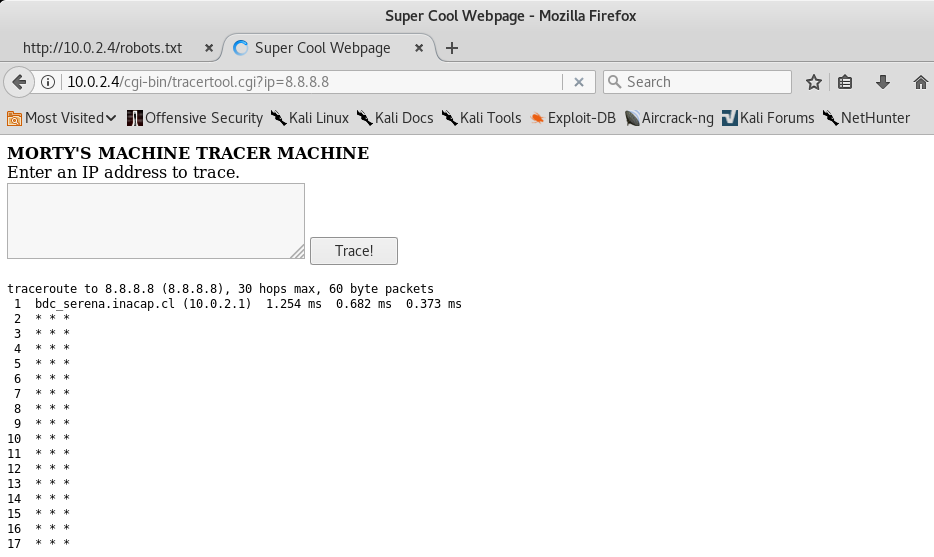 Super Cool Webpage - Mozilla Firefox
http://10.0.2.4/robots.txt × Super Cool Webpage × +
10.0.2.4/cgi-bin/tracertool.cgi?ip=8.8.8.8 Search
Most Visited Offensive Security Kali Linux Kali Docs Kali Tools Exploit-DB Aircrack-ng Kali Forums NetHunter
MORTY'S MACHINE TRACER MACHINE
Enter an IP address to trace.
Trace!
traceroute to 8.8.8.8 (8.8.8.8), 30 hops max, 60 byte packets
1 bdc_serena.inacap.cl (10.0.2.1) 1.254 ms 0.682 ms 0.373 ms
2 * * *
3 * * *
4 * * *
5 * * *
6 * * *
7 * * *
8 * * *
9 * * *
10 * * *
11 * * *
12 * * *
13 * * *
14 * * *
15 * * *
16 * * *
17 * * *